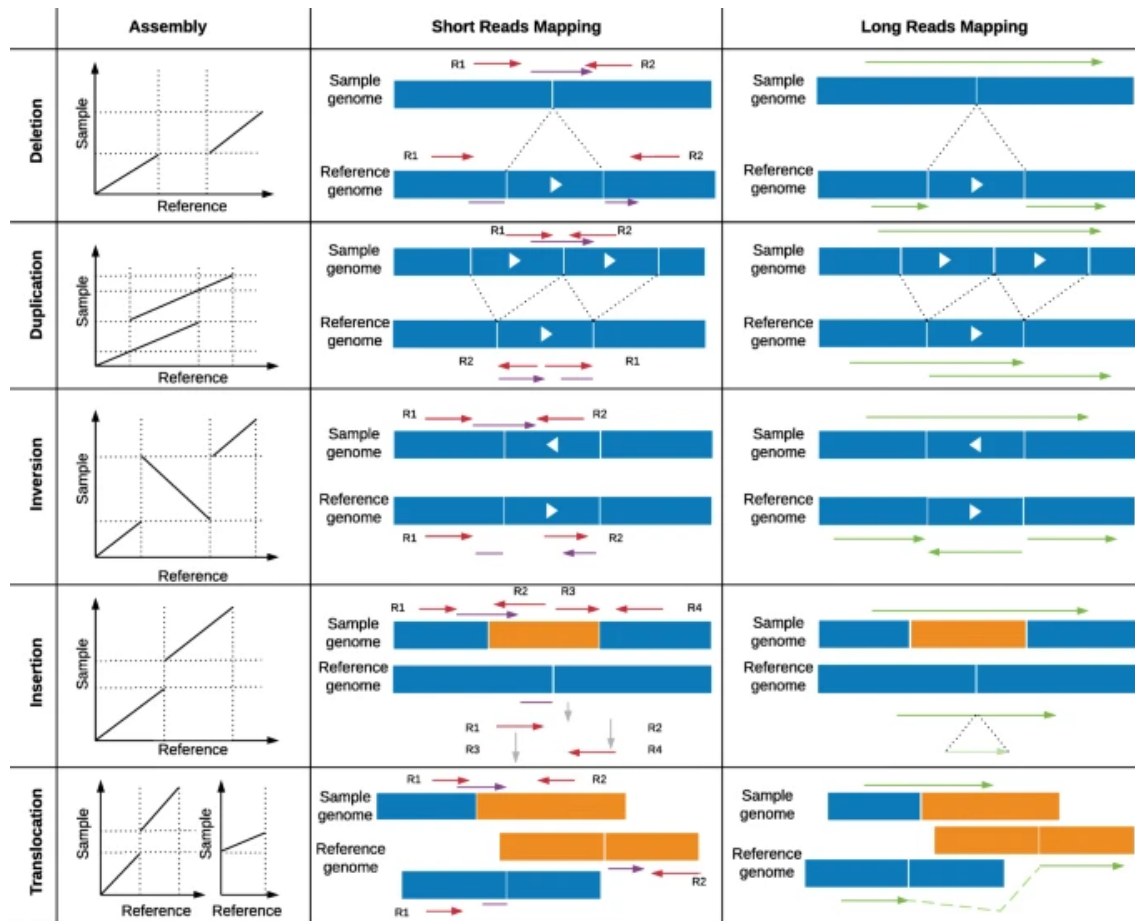 Assembly
Short Reads Mapping
Long Reads Mapping
Deletion
Sample
Reference
R1
R2
Sample
genome
R1
R2
Reference
genome
Sample
genome
Reference
genome
Duplication
Sample
Reference
R1
R2
Sample
genome
Reference
genome
R2
R1
Sample
genome
Reference
genome
Inversion
Sample
Reference
R1
R2
Sample
genome
Reference
genome
R1
R2
Sample
genome
Reference
genome
Insertion
Sample
Reference
R2
R3
R1
R4
Sample
genome
Reference
genome
R1
R2
R3
R4
Sample
genome
Reference
genome
Translocation
Sample
Reference
Sample
Reference
R1
R2
Sample
genome
Reference
genome
R2
R1
Sample
genome
Reference
genome